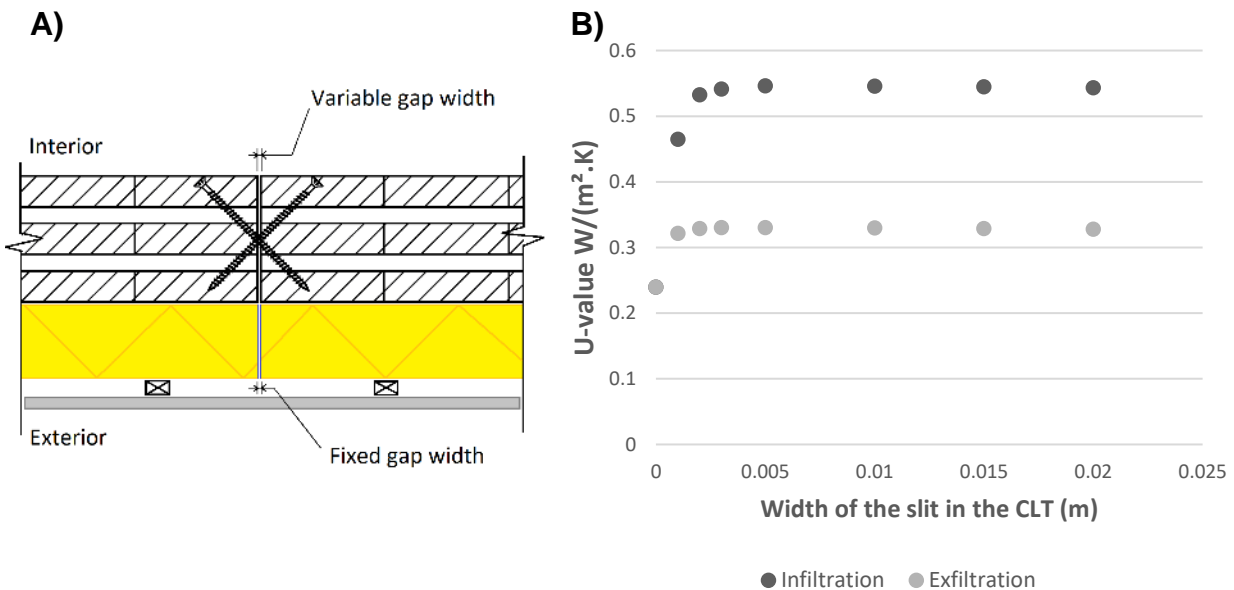 A)
Variable gap width
Interior
Exterior
Fixed gap width
B)
U-value W/(m².K)
0.6
0.5
0.4
0.3
0.2
0.1
0
0 0.005 0.01 0.015 0.02 0.025
Width of the slit in the CLT (m)
Infiltration Exfiltration